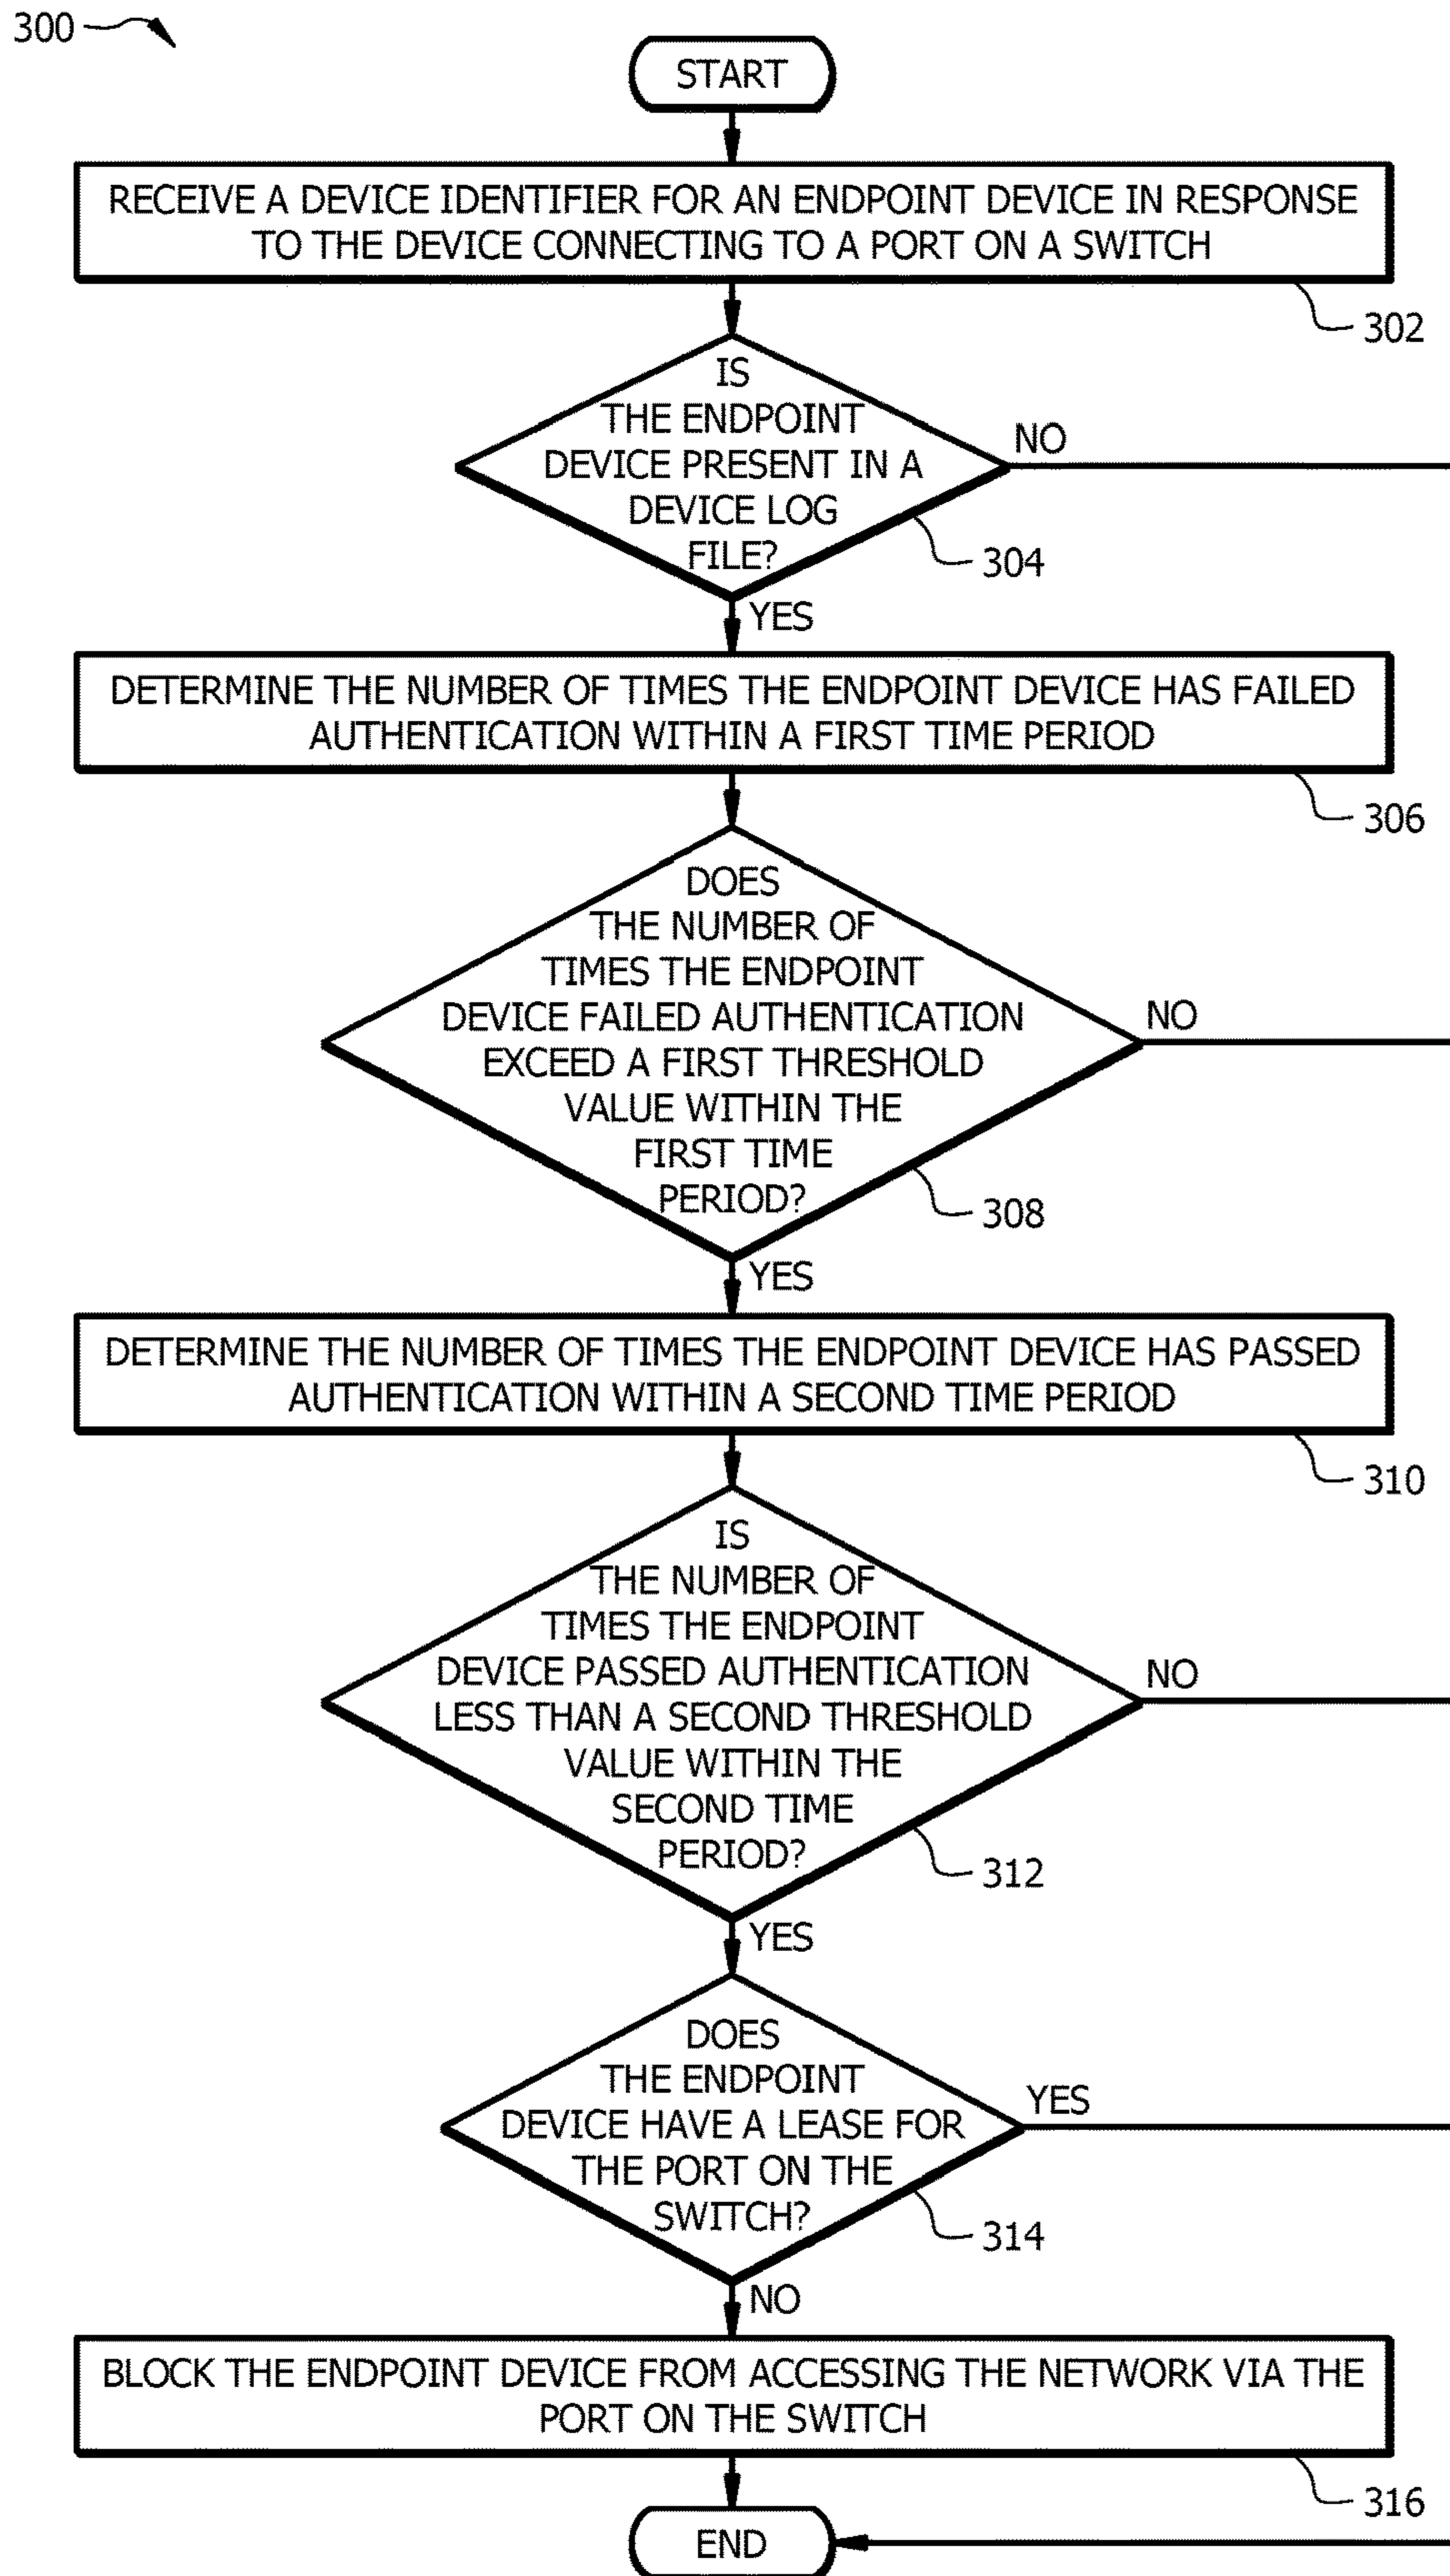 300
START
RECEIVE A DEVICE IDENTIFIER FOR AN ENDPOINT DEVICE IN RESPONSE
TO THE DEVICE CONNECTING TO A PORT ON A SWITCH
302
IS
THE ENDPOINT
DEVICE PRESENT IN A
DEVICE LOG
FILE?
NO
304
YES
DETERMINE THE NUMBER OF TIMES THE ENDPOINT DEVICE HAS FAILED
AUTHENTICATION WITHIN A FIRST TIME PERIOD
306
DOES
THE NUMBER OF
TIMES THE ENDPOINT
DEVICE FAILED AUTHENTICATION
EXCEED A FIRST THRESHOLD
VALUE WITHIN THE
FIRST TIME
PERIOD?
NO
308
YES
DETERMINE THE NUMBER OF TIMES THE ENDPOINT DEVICE HAS PASSED
AUTHENTICATION WITHIN A SECOND TIME PERIOD
310
IS
THE NUMBER OF
TIMES THE ENDPOINT
DEVICE PASSED AUTHENTICATION
LESS THAN A SECOND THRESHOLD
VALUE WITHIN THE
SECOND TIME
PERIOD?
NO
312
YES
DOES
THE ENDPOINT
DEVICE HAVE A LEASE FOR
THE PORT ON THE
SWITCH?
YES
314
NO
BLOCK THE ENDPOINT DEVICE FROM ACCESSING THE NETWORK VIA THE
PORT ON THE SWITCH
316
END